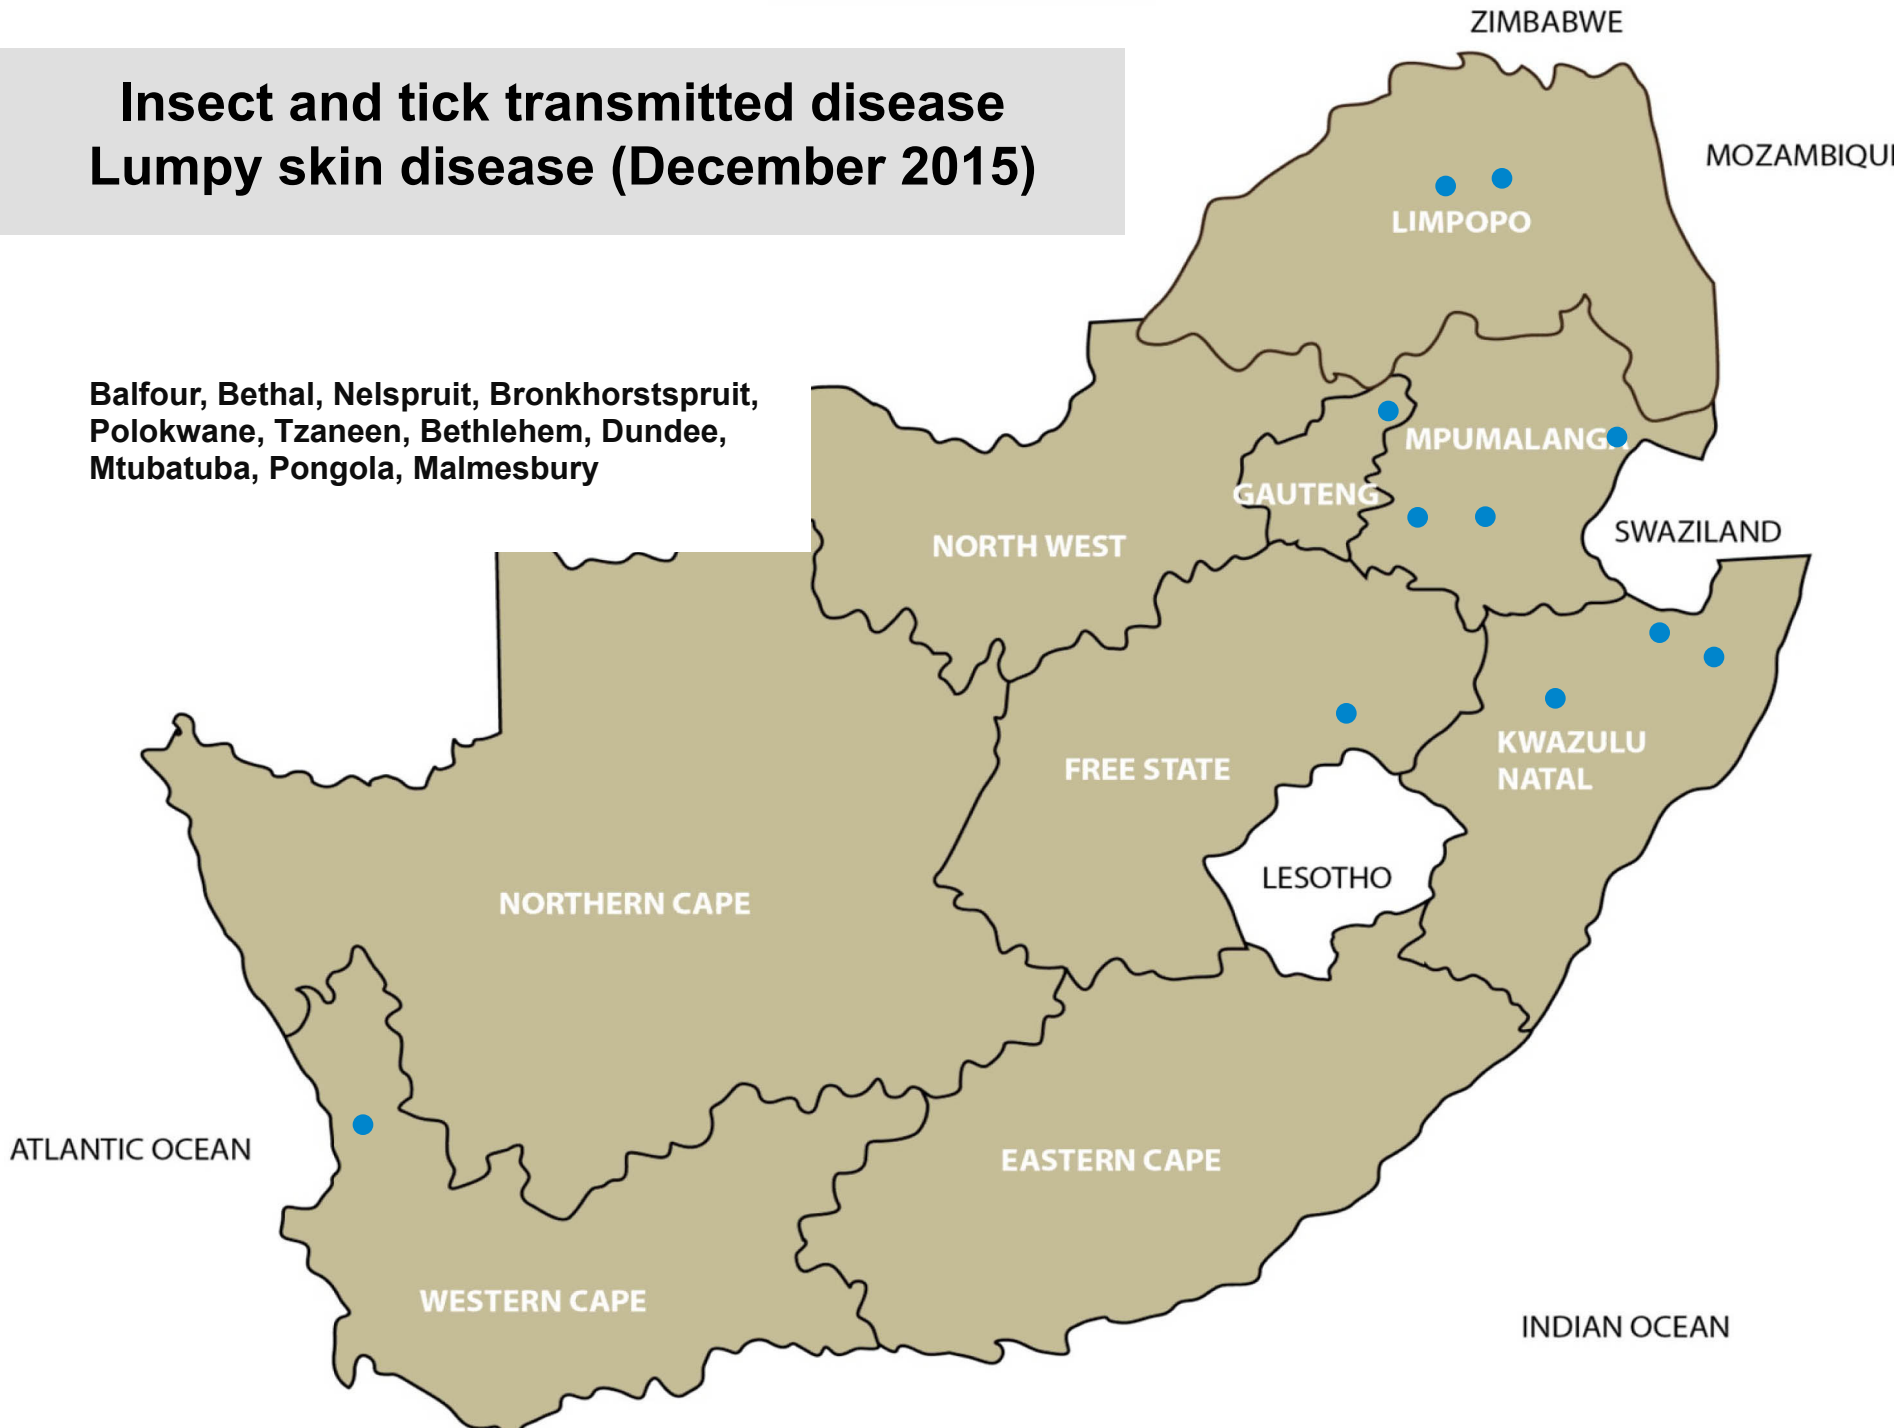 ZIMBABWE
Insect and tick transmitted disease
Lumpy skin disease (December 2015)
MOZAMBIQUE
LIMPOPO
Balfour, Bethal, Nelspruit, Bronkhorstspruit,
Polokwane, Tzaneen, Bethlehem, Dundee,
Mtubatuba, Pongola, Malmesbury
MPUMALANGA
GAUTENG
SWAZILAND
NORTH WEST
KWAZULU
NATAL
FREE STATE
LESOTHO
NORTHERN CAPE
ATLANTIC OCEAN
EASTERN CAPE
WESTERN CAPE
INDIAN OCEAN